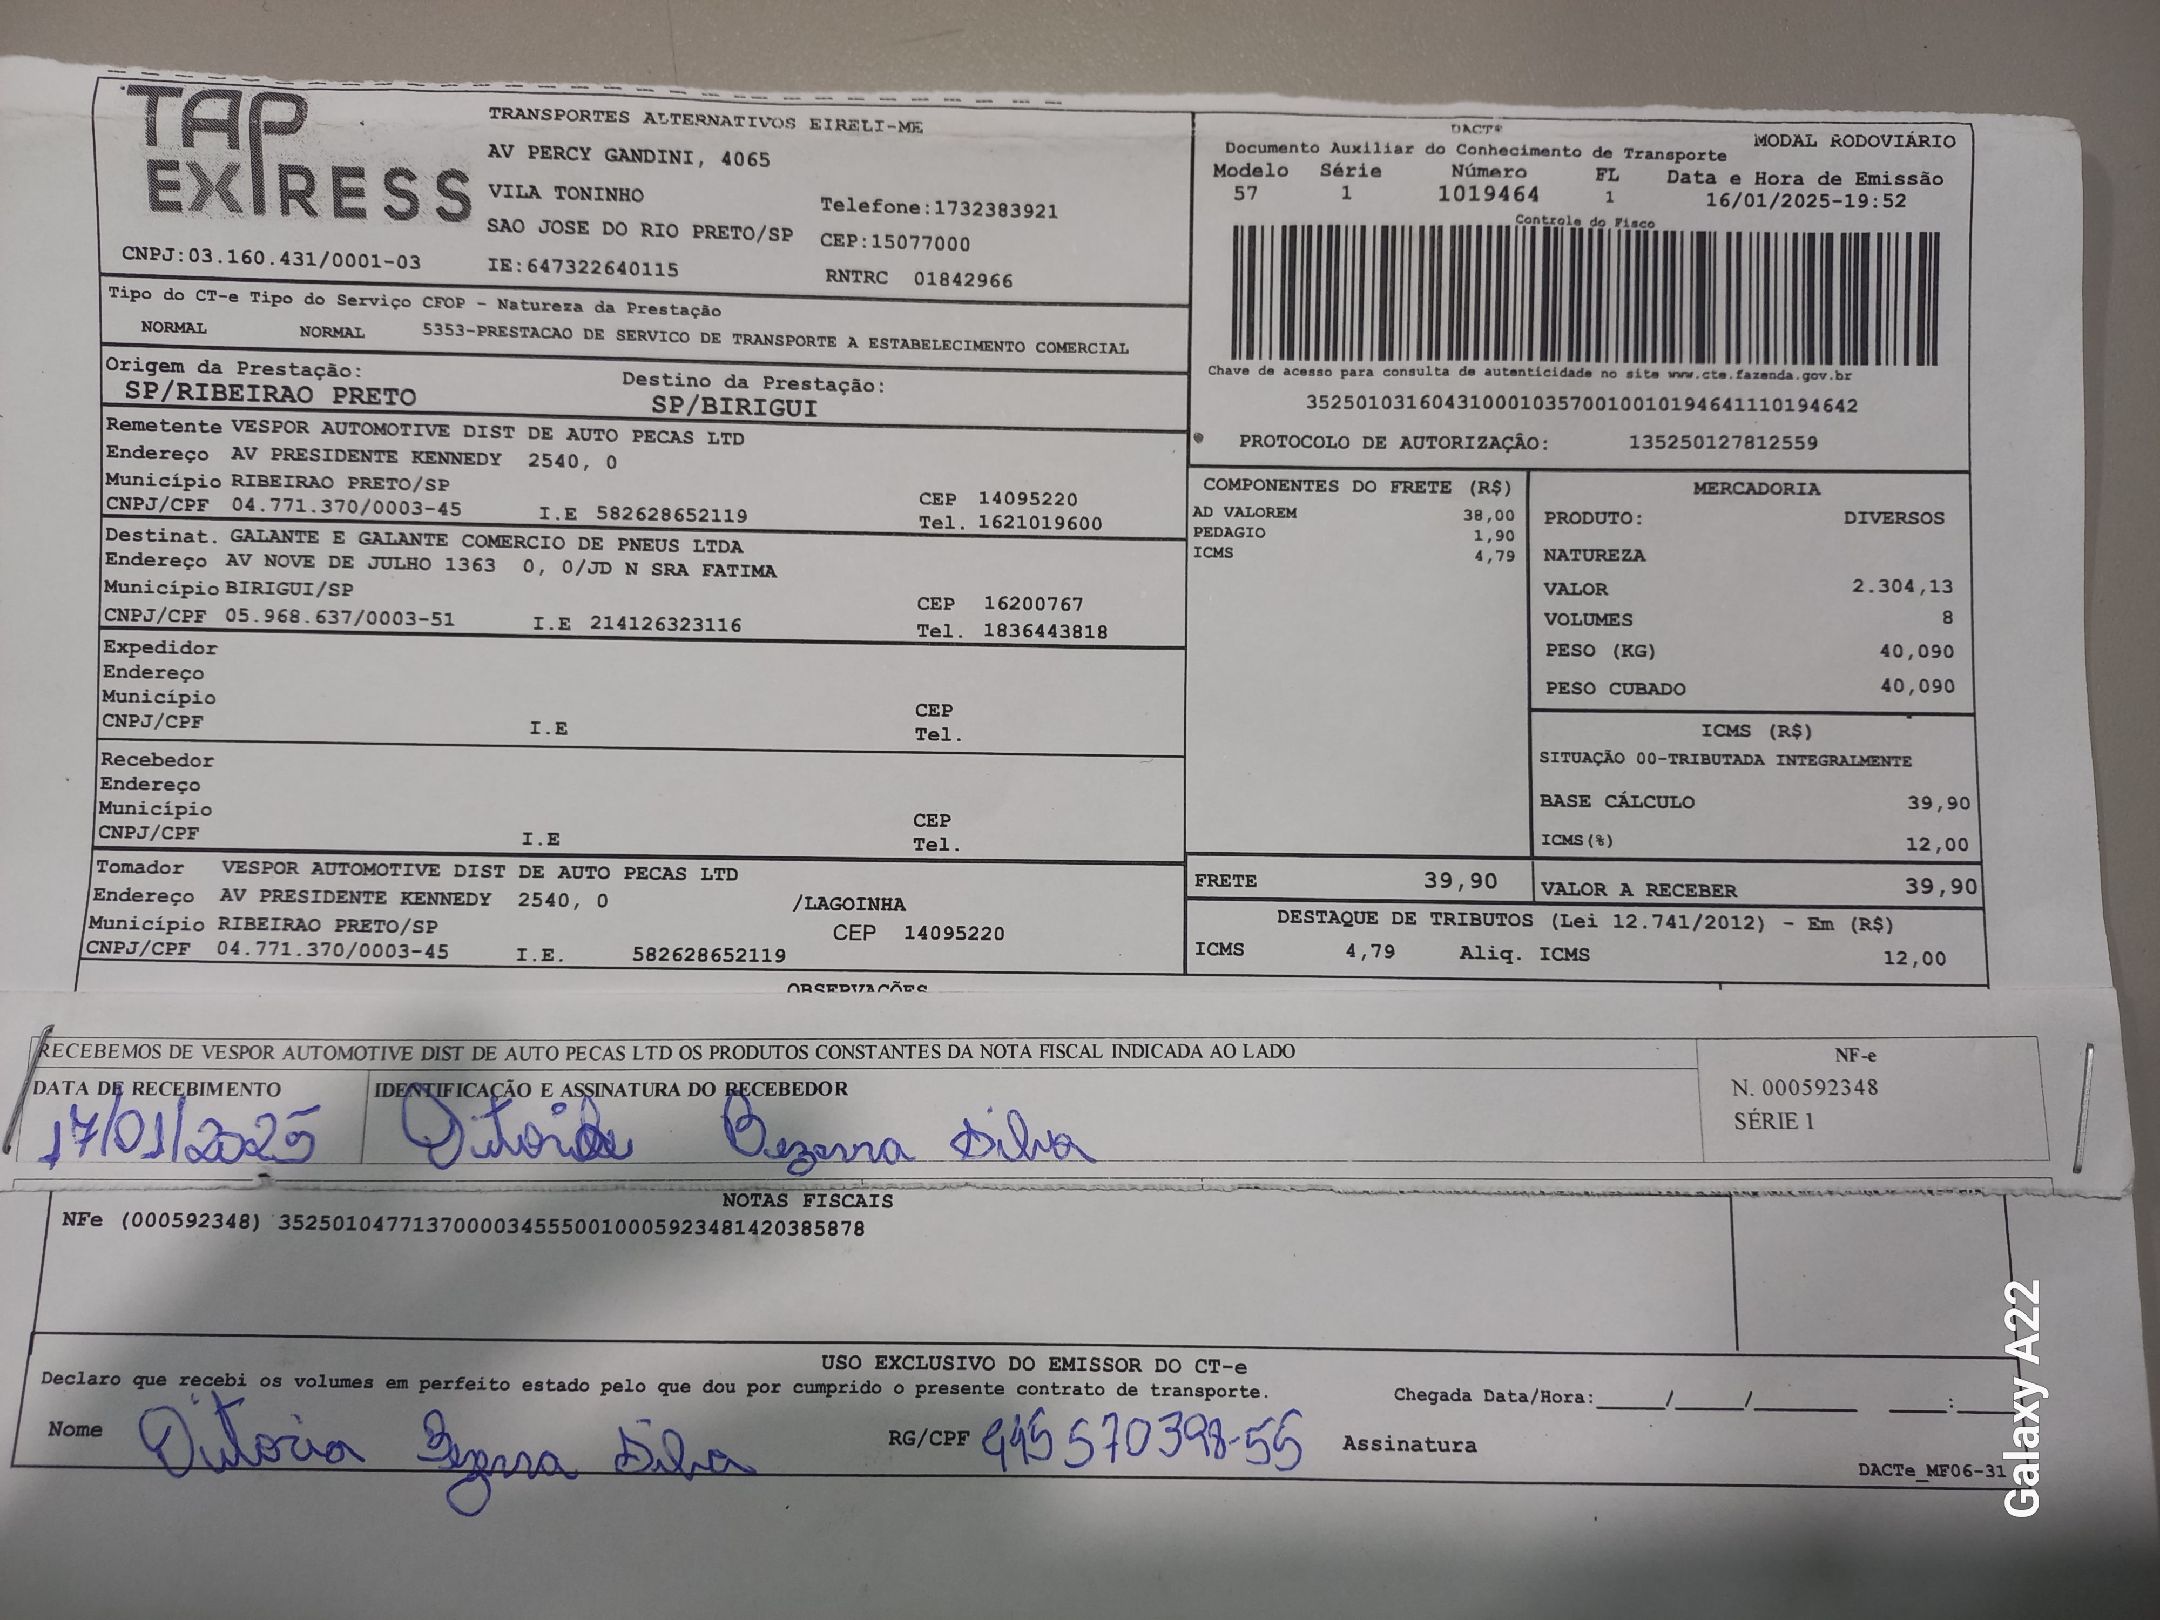 TAP EXPRESS
TRANSPORTES ALTERNATIVOS EIRELI-ME
AV PERCY GANDINI, 4065
VILA TONINHO Telefone:1732383921
SAO JOSE DO RIO PRETO/SP CEP:15077000
CNPJ:03.160.431/0001-03 IE:647322640115 RNTRC 01842966
Tipo do CT-e Tipo do Serviço CFOP - Natureza da Prestação
NORMAL NORMAL 5353-PRESTACAO DE SERVICO DE TRANSPORTE A ESTABELECIMENTO COMERCIAL
Origem da Prestação: Destino da Prestação:
SP/RIBEIRAO PRETO SP/BIRIGUI
Remetente VESPOR AUTOMOTIVE DIST DE AUTO PECAS LTD
Endereço AV PRESIDENTE KENNEDY 2540, 0
Município RIBEIRAO PRETO/SP CEP 14095220
CNPJ/CPF 04.771.370/0003-45 I.E 582628652119 Tel. 1621019600
Destinat. GALANTE E GALANTE COMERCIO DE PNEUS LTDA
Endereço AV NOVE DE JULHO 1363 0, 0/JD N SRA FATIMA
Município BIRIGUI/SP CEP 16200767
CNPJ/CPF 05.968.637/0003-51 I.E 214126323116 Tel. 1836443818
Expedidor
Endereço
Município CEP
CNPJ/CPF I.E Tel.
Recebedor
Endereço
Município CEP
CNPJ/CPF I.E Tel.
Tomador VESPOR AUTOMOTIVE DIST DE AUTO PECAS LTD
Endereço AV PRESIDENTE KENNEDY 2540, 0 /LAGOINHA
Município RIBEIRAO PRETO/SP CEP 14095220
CNPJ/CPF 04.771.370/0003-45 I.E. 582628652119
DACTe MODAL RODOVIÁRIO
Documento Auxiliar do Conhecimento de Transporte
Modelo Série Número FL Data e Hora de Emissão
57 1 1019464 1 16/01/2025-19:52
Controle do Fisco
Chave de acesso para consulta de autenticidade no site www.cte.fazenda.gov.br
35250103160431000103570010010194641110194642
PROTOCOLO DE AUTORIZAÇÃO: 135250127812559
COMPONENTES DO FRETE (R$)
AD VALOREM 38,00
PEDAGIO 1,90
ICMS 4,79
MERCADORIA
PRODUTO: DIVERSOS
NATUREZA
VALOR 2.304,13
VOLUMES 8
PESO (KG) 40,090
PESO CUBADO 40,090
ICMS (R$)
SITUAÇÃO 00-TRIBUTADA INTEGRALMENTE
BASE CÁLCULO 39,90
ICMS(%) 12,00
FRETE 39,90 VALOR A RECEBER 39,90
DESTAQUE DE TRIBUTOS (Lei 12.741/2012) - Em (R$)
ICMS 4,79 Aliq. ICMS 12,00
OBSERVAÇÕES
RECEBEMOS DE VESPOR AUTOMOTIVE DIST DE AUTO PECAS LTD OS PRODUTOS CONSTANTES DA NOTA FISCAL INDICADA AO LADO
DATA DE RECEBIMENTO IDENTIFICAÇÃO E ASSINATURA DO RECEBEDOR
17/01/2025 Vitoria Bezerra Silva
NF-e
N. 000592348
SÉRIE 1
NOTAS FISCAIS
NFe (000592348) 35250104771370000345550010005923481420385878
USO EXCLUSIVO DO EMISSOR DO CT-e
Declaro que recebi os volumes em perfeito estado pelo que dou por cumprido o presente contrato de transporte. Chegada Data/Hora:_____/_____/________ ____:____
Nome Vitoria Bezerra Silva RG/CPF 445570398-55 Assinatura
DACTe_MF06-31
Galaxy A22